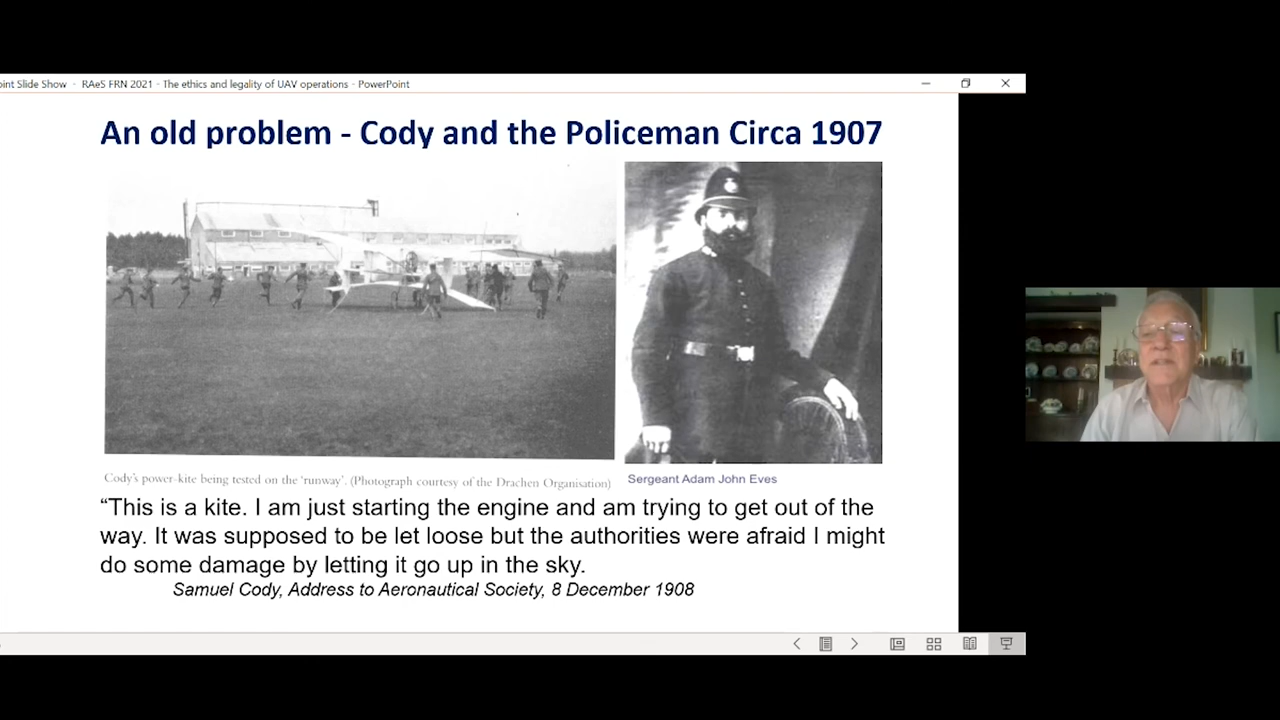 oint Slide Show - RAeS FRN 2021 - The ethics and legality of UAV operations - PowerPoint
An old problem - Cody and the Policeman Circa 1907
Cody's power-kite being tested on the 'runway'. (Photograph courtesy of the Drachen Organisation)
Sergeant Adam John Eves
“This is a kite. I am just starting the engine and am trying to get out of the
way. It was supposed to be let loose but the authorities were afraid I might
do some damage by letting it go up in the sky.
Samuel Cody, Address to Aeronautical Society, 8 December 1908